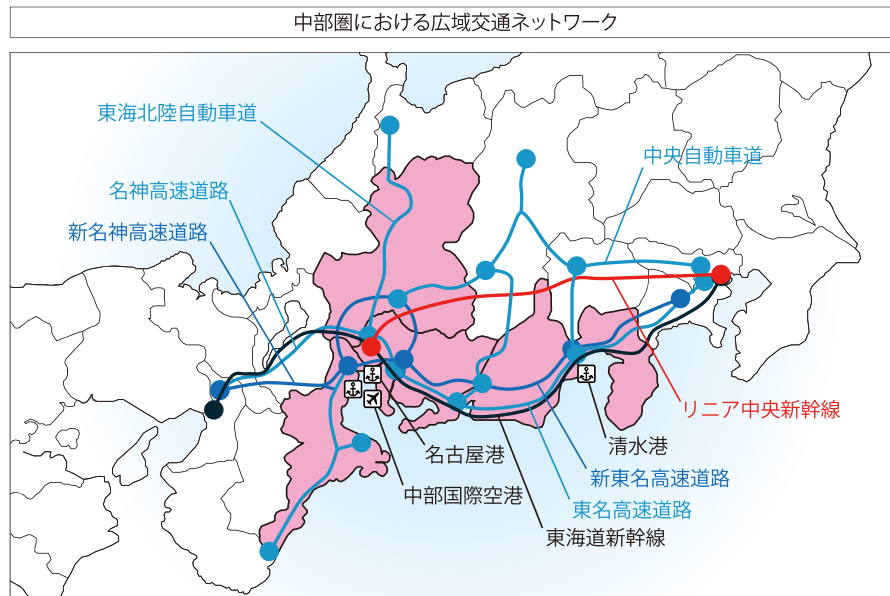 中部圏における広域交通ネットワーク
東海北陸自動車道
中央自動車道
名神高速道路
新名神高速道路
リニア中央新幹線
清水港
名古屋港
新東名高速道路
中部国際空港
東名高速道路
東海道新幹線